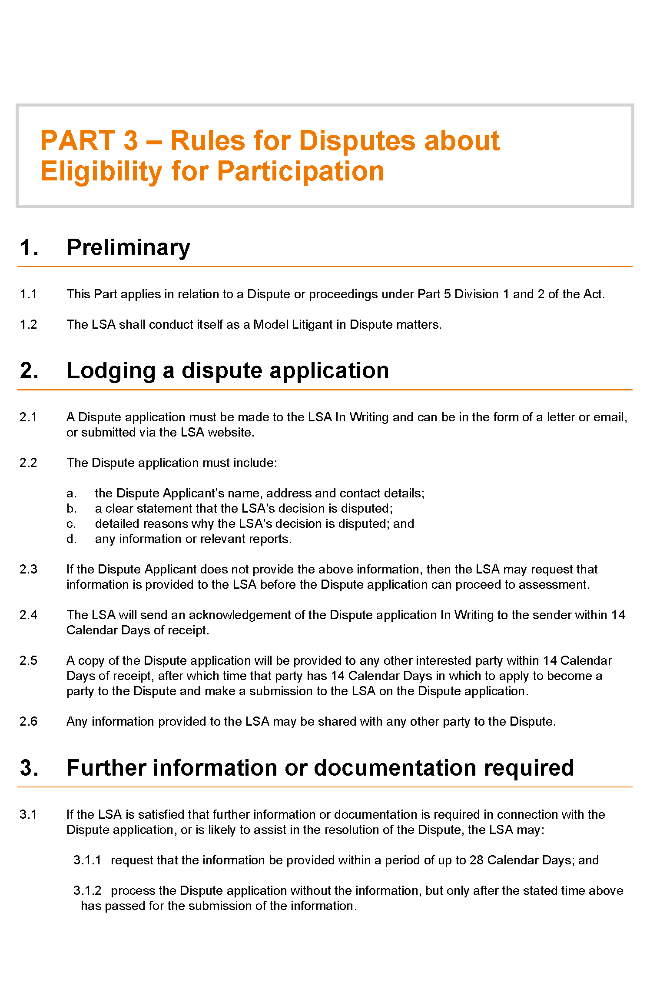 PART 3 – Rules for Disputes about
Eligibility for Participation
1. Preliminary
1.1 This Part applies in relation to a Dispute or proceedings under Part 5 Division 1 and 2 of the Act.
1.2 The LSA shall conduct itself as a Model Litigant in Dispute matters.
2. Lodging a dispute application
2.1 A Dispute application must be made to the LSA In Writing and can be in the form of a letter or email,
or submitted via the LSA website.
2.2 The Dispute application must include:
a. the Dispute Applicant’s name, address and contact details;
b. a clear statement that the LSA’s decision is disputed;
c. detailed reasons why the LSA’s decision is disputed; and
d. any information or relevant reports.
2.3 If the Dispute Applicant does not provide the above information, then the LSA may request that
information is provided to the LSA before the Dispute application can proceed to assessment.
2.4 The LSA will send an acknowledgement of the Dispute application In Writing to the sender within 14
Calendar Days of receipt.
2.5 A copy of the Dispute application will be provided to any other interested party within 14 Calendar
Days of receipt, after which time that party has 14 Calendar Days in which to apply to become a
party to the Dispute and make a submission to the LSA on the Dispute application.
2.6 Any information provided to the LSA may be shared with any other party to the Dispute.
3. Further information or documentation required
3.1 If the LSA is satisfied that further information or documentation is required in connection with the
Dispute application, or is likely to assist in the resolution of the Dispute, the LSA may:
3.1.1 request that the information be provided within a period of up to 28 Calendar Days; and
3.1.2 process the Dispute application without the information, but only after the stated time above
has passed for the submission of the information.